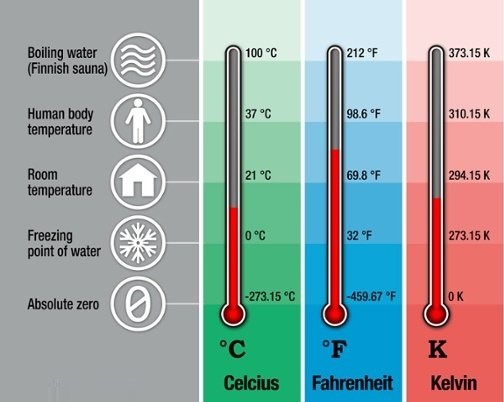 Boiling water
(Finnish sauna)
100 °C
212 °F
373.15 K
Human body
temperature
37 °C
98.6 °F
310.15 K
Room
temperature
21 °C
69.8 °F
294.15 K
Freezing
point of water
0 °C
32 °F
273.15 K
Absolute zero
-273.15 °C
-459.67 °F
0 K
°C
°F
K
Celcius
Fahrenheit
Kelvin